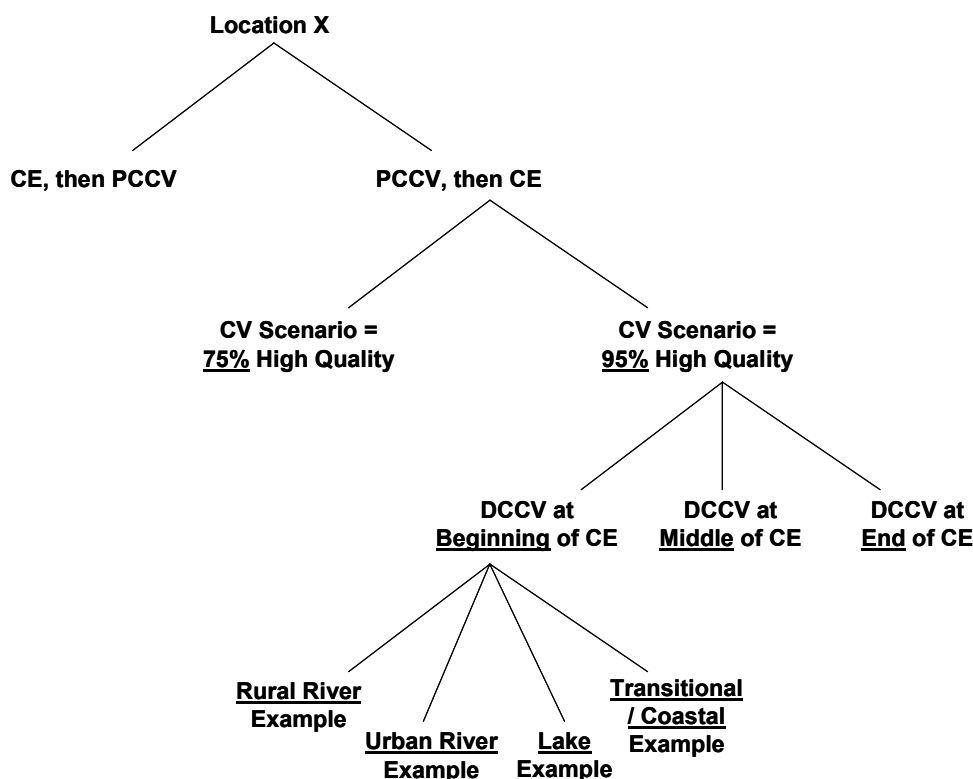 Location X
CE, then PCCV
PCCV, then CE
CV Scenario =
75% High Quality
CV Scenario =
95% High Quality
DCCV at
Beginning of CE
DCCV at
Middle of CE
DCCV at
End of CE
Rural River
Example
Urban River
Example
Lake
Example
Transitional
/ Coastal
Example